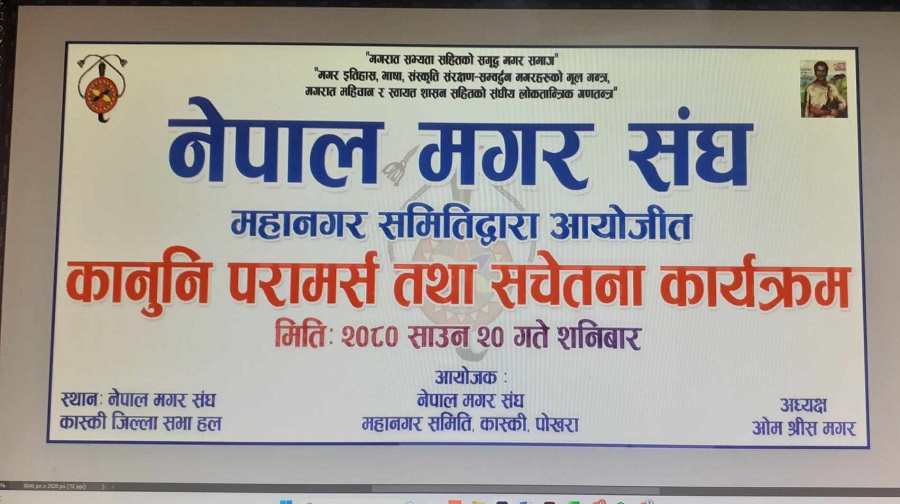 "मगरात सभ्यता सहितको समृद्ध मगर समाज"
"मगर इतिहास, भाषा, संस्कृति संरक्षण-सम्वर्द्धन मगरहरुको मूल मन्त्र,
मगरात महिचान र स्वायत शासन सहितको संघीय लोकतान्त्रिक गणतन्त्र"
नेपाल मगर संघ
महानगर समितिद्वारा आयोजीत
कानुनि परामर्स तथा सचेतना कार्यक्रम
मितिः २०८० साउन २० गते शनिबार
स्थानः नेपाल मगर संघ
कास्की जिल्ला सभा हल
आयोजक :
नेपाल मगर संघ
महानगर समिति, कास्की, पोखरा
अध्यक्ष
ओम श्रीस मगर